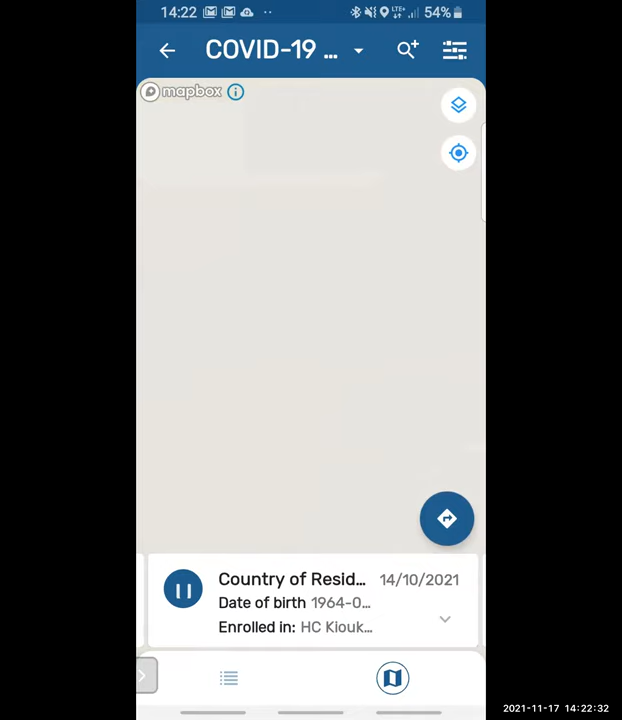 14:22
LTE+
54%
COVID-19 ...
mapbox
Country of Resid... 14/10/2021
Date of birth 1964-0...
Enrolled in: HC Kiouk...
2021-11-17 14:22:32